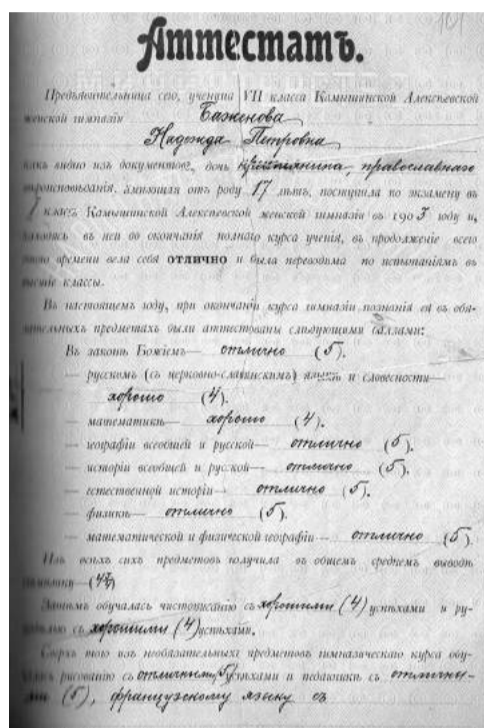 101
Аттестатъ.
Предъявительница сего, ученица VII класса Камышинской Алексѣевской
женской гимназіи Баженова
Надежда Петровна
какъ видно изъ документовъ, дочь крестьянина, православнаго
вѣроисповѣданія, имѣющая отъ роду 17 лѣтъ, поступила по экзамену въ
классъ Камышинской Алексѣевской женской гимназіи въ 1903 году и,
находясь въ ней до окончанія полнаго курса ученія, въ продолженіе всего
этого времени вела себя отлично и была переводима по испытаніямъ въ
высшіе классы.
Въ настоящемъ году, при окончаніи курса гимназіи познанія ея въ обя-
зательныхъ предметахъ были аттестованы слѣдующими баллами:
Въ законѣ Божіемъ— отлично (5).
— русскомъ (съ церковно-славянскимъ) языкѣ и словесности—
хорошо (4).
— математикѣ— хорошо (4).
— географіи всеобщей и русской— отлично (5).
— исторіи всеобщей и русской— отлично (5).
— естественной исторіи— отлично (5).
— физикѣ— отлично (5).
— математической и физической географіи— отлично (5).
Изъ всѣхъ сихъ предметовъ получила въ общемъ среднемъ выводѣ
Затѣмъ обучалась чистописанію съ хорошими (4) успѣхами и ру-
кодѣлью съ хорошими (4) успѣхами.
Сверхъ того изъ необязательныхъ предметовъ гимназическаго курса обу-
чалась рисованію съ отличными (5) успѣхами и педагогикѣ съ отличны-
ми (5), французскому языку съ